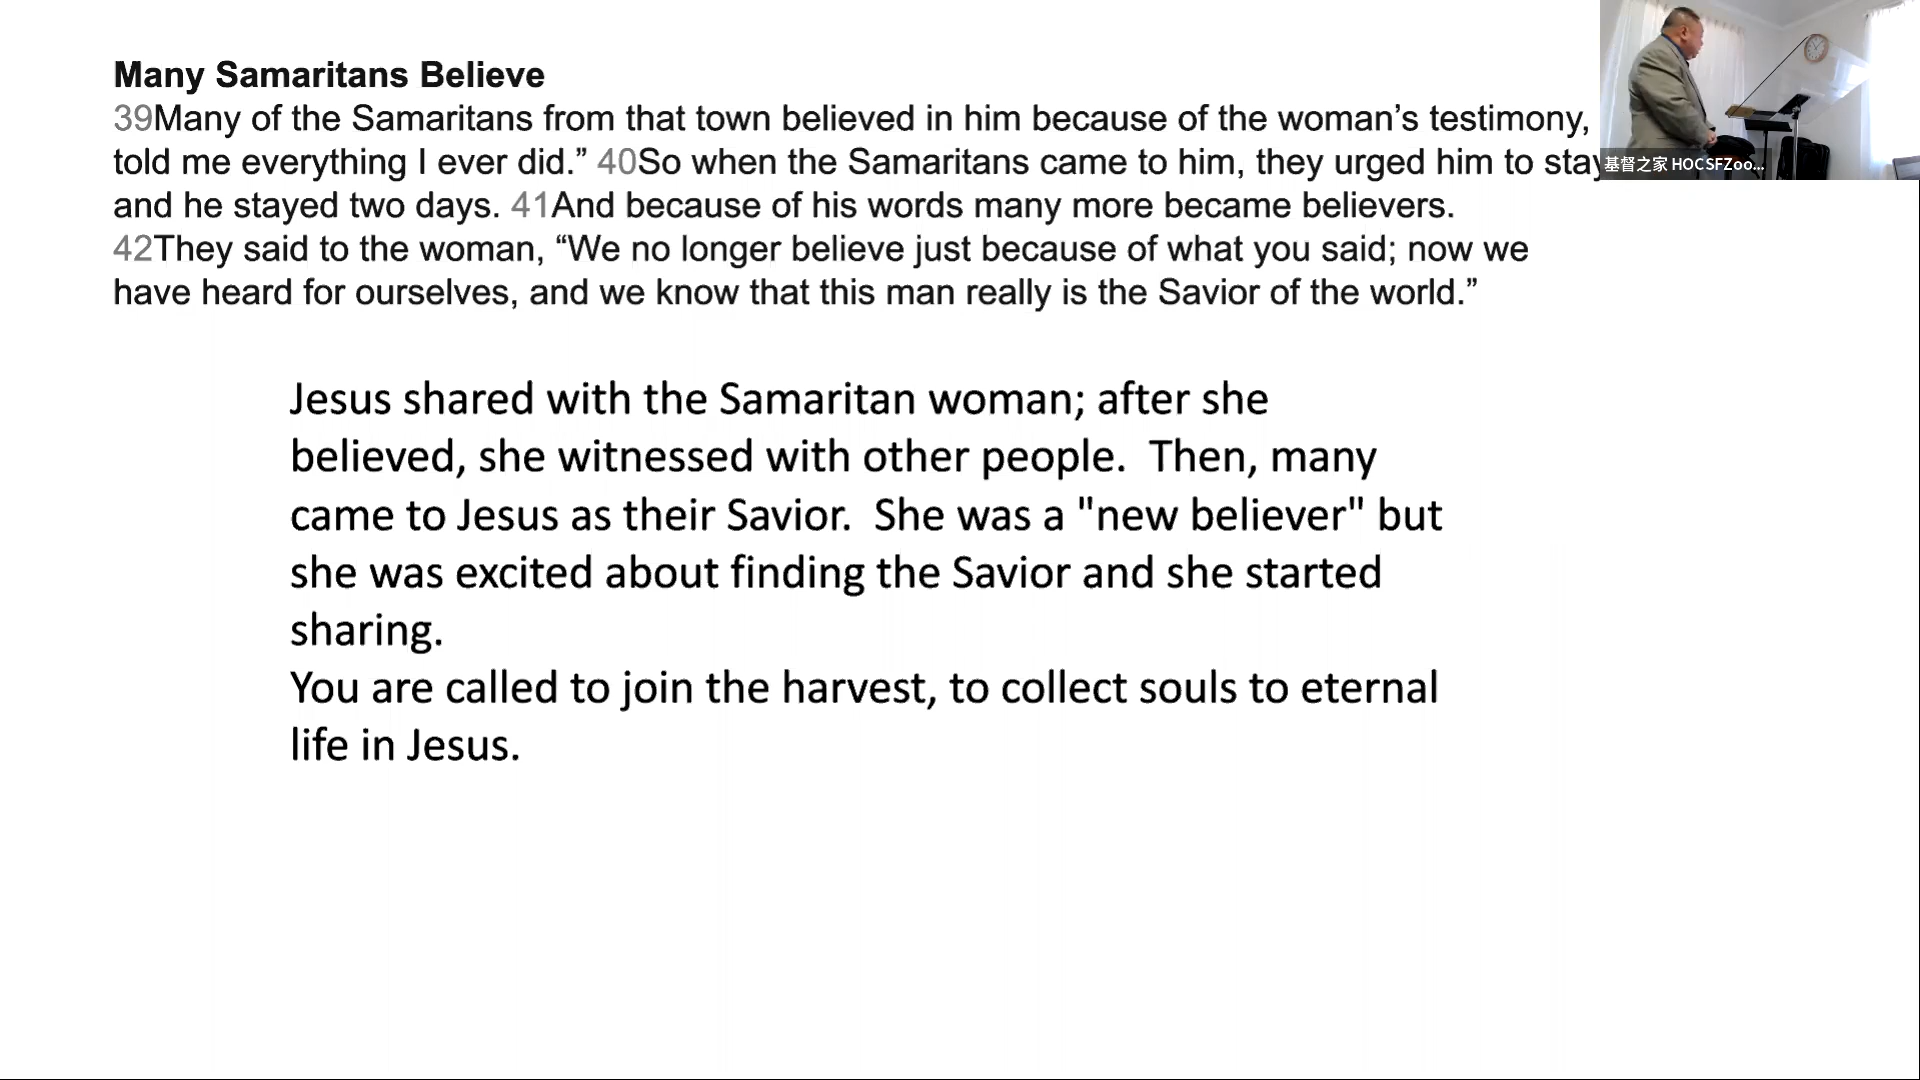 Many Samaritans Believe
39Many of the Samaritans from that town believed in him because of the woman’s testimony,
told me everything I ever did.” 40So when the Samaritans came to him, they urged him to stay
and he stayed two days. 41And because of his words many more became believers.
42They said to the woman, “We no longer believe just because of what you said; now we
have heard for ourselves, and we know that this man really is the Savior of the world.”
基督之家 HOCSFZoo...
Jesus shared with the Samaritan woman; after she
believed, she witnessed with other people. Then, many
came to Jesus as their Savior. She was a "new believer" but
she was excited about finding the Savior and she started
sharing.
You are called to join the harvest, to collect souls to eternal
life in Jesus.